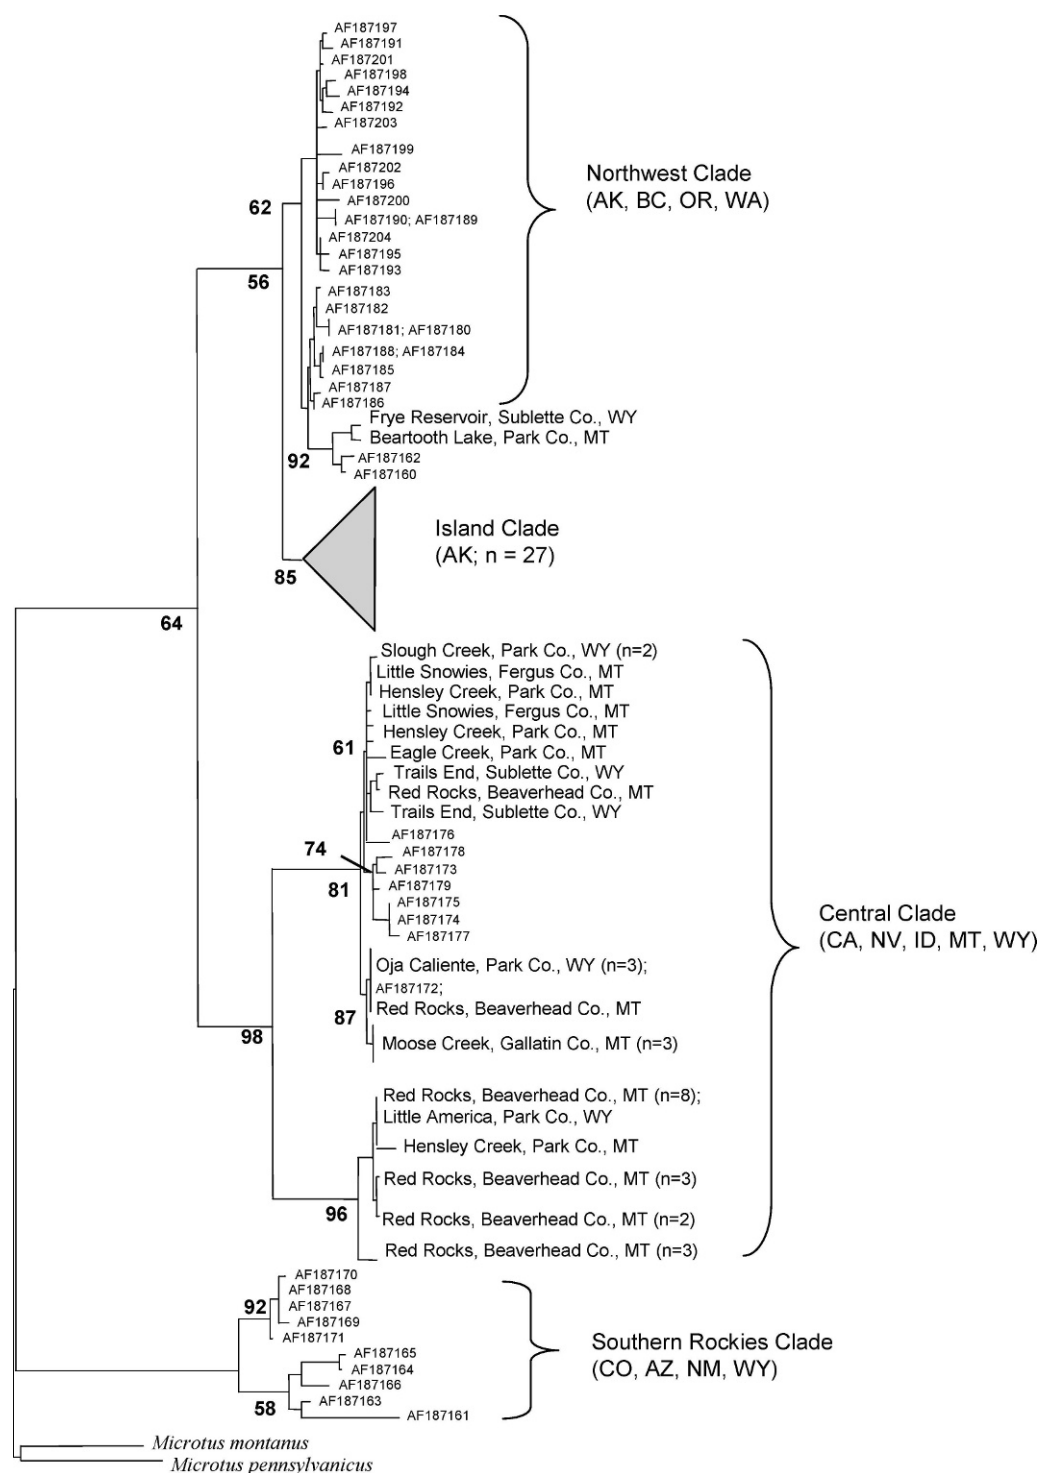 AF187197
AF187191
AF187201
AF187198
AF187194
AF187192
AF187203
AF187199
AF187202
AF187196
AF187200
AF187190; AF187189
AF187204
AF187195
AF187193
62
56
Northwest Clade
(AK, BC, OR, WA)
AF187183
AF187182
AF187181; AF187180
AF187188; AF187184
AF187185
AF187187
AF187186
Frye Reservoir, Sublette Co., WY
Beartooth Lake, Park Co., MT
AF187162
AF187160
92
Island Clade
(AK; n = 27)
85
64
Slough Creek, Park Co., WY (n=2)
Little Snowies, Fergus Co., MT
Hensley Creek, Park Co., MT
Little Snowies, Fergus Co., MT
Hensley Creek, Park Co., MT
Eagle Creek, Park Co., MT
Trails End, Sublette Co., WY
Red Rocks, Beaverhead Co., MT
Trails End, Sublette Co., WY
61
AF187176
AF187178
AF187173
AF187179
AF187175
AF187174
AF187177
74
81
Central Clade
(CA, NV, ID, MT, WY)
Oja Caliente, Park Co., WY (n=3);
AF187172;
Red Rocks, Beaverhead Co., MT
87
Moose Creek, Gallatin Co., MT (n=3)
98
Red Rocks, Beaverhead Co., MT (n=8);
Little America, Park Co., WY
Hensley Creek, Park Co., MT
Red Rocks, Beaverhead Co., MT (n=3)
Red Rocks, Beaverhead Co., MT (n=2)
Red Rocks, Beaverhead Co., MT (n=3)
96
AF187170
AF187168
AF187167
AF187169
AF187171
92
AF187165
AF187164
AF187166
AF187163
AF187161
58
Southern Rockies Clade
(CO, AZ, NM, WY)
Microtus montanus
Microtus pennsylvanicus